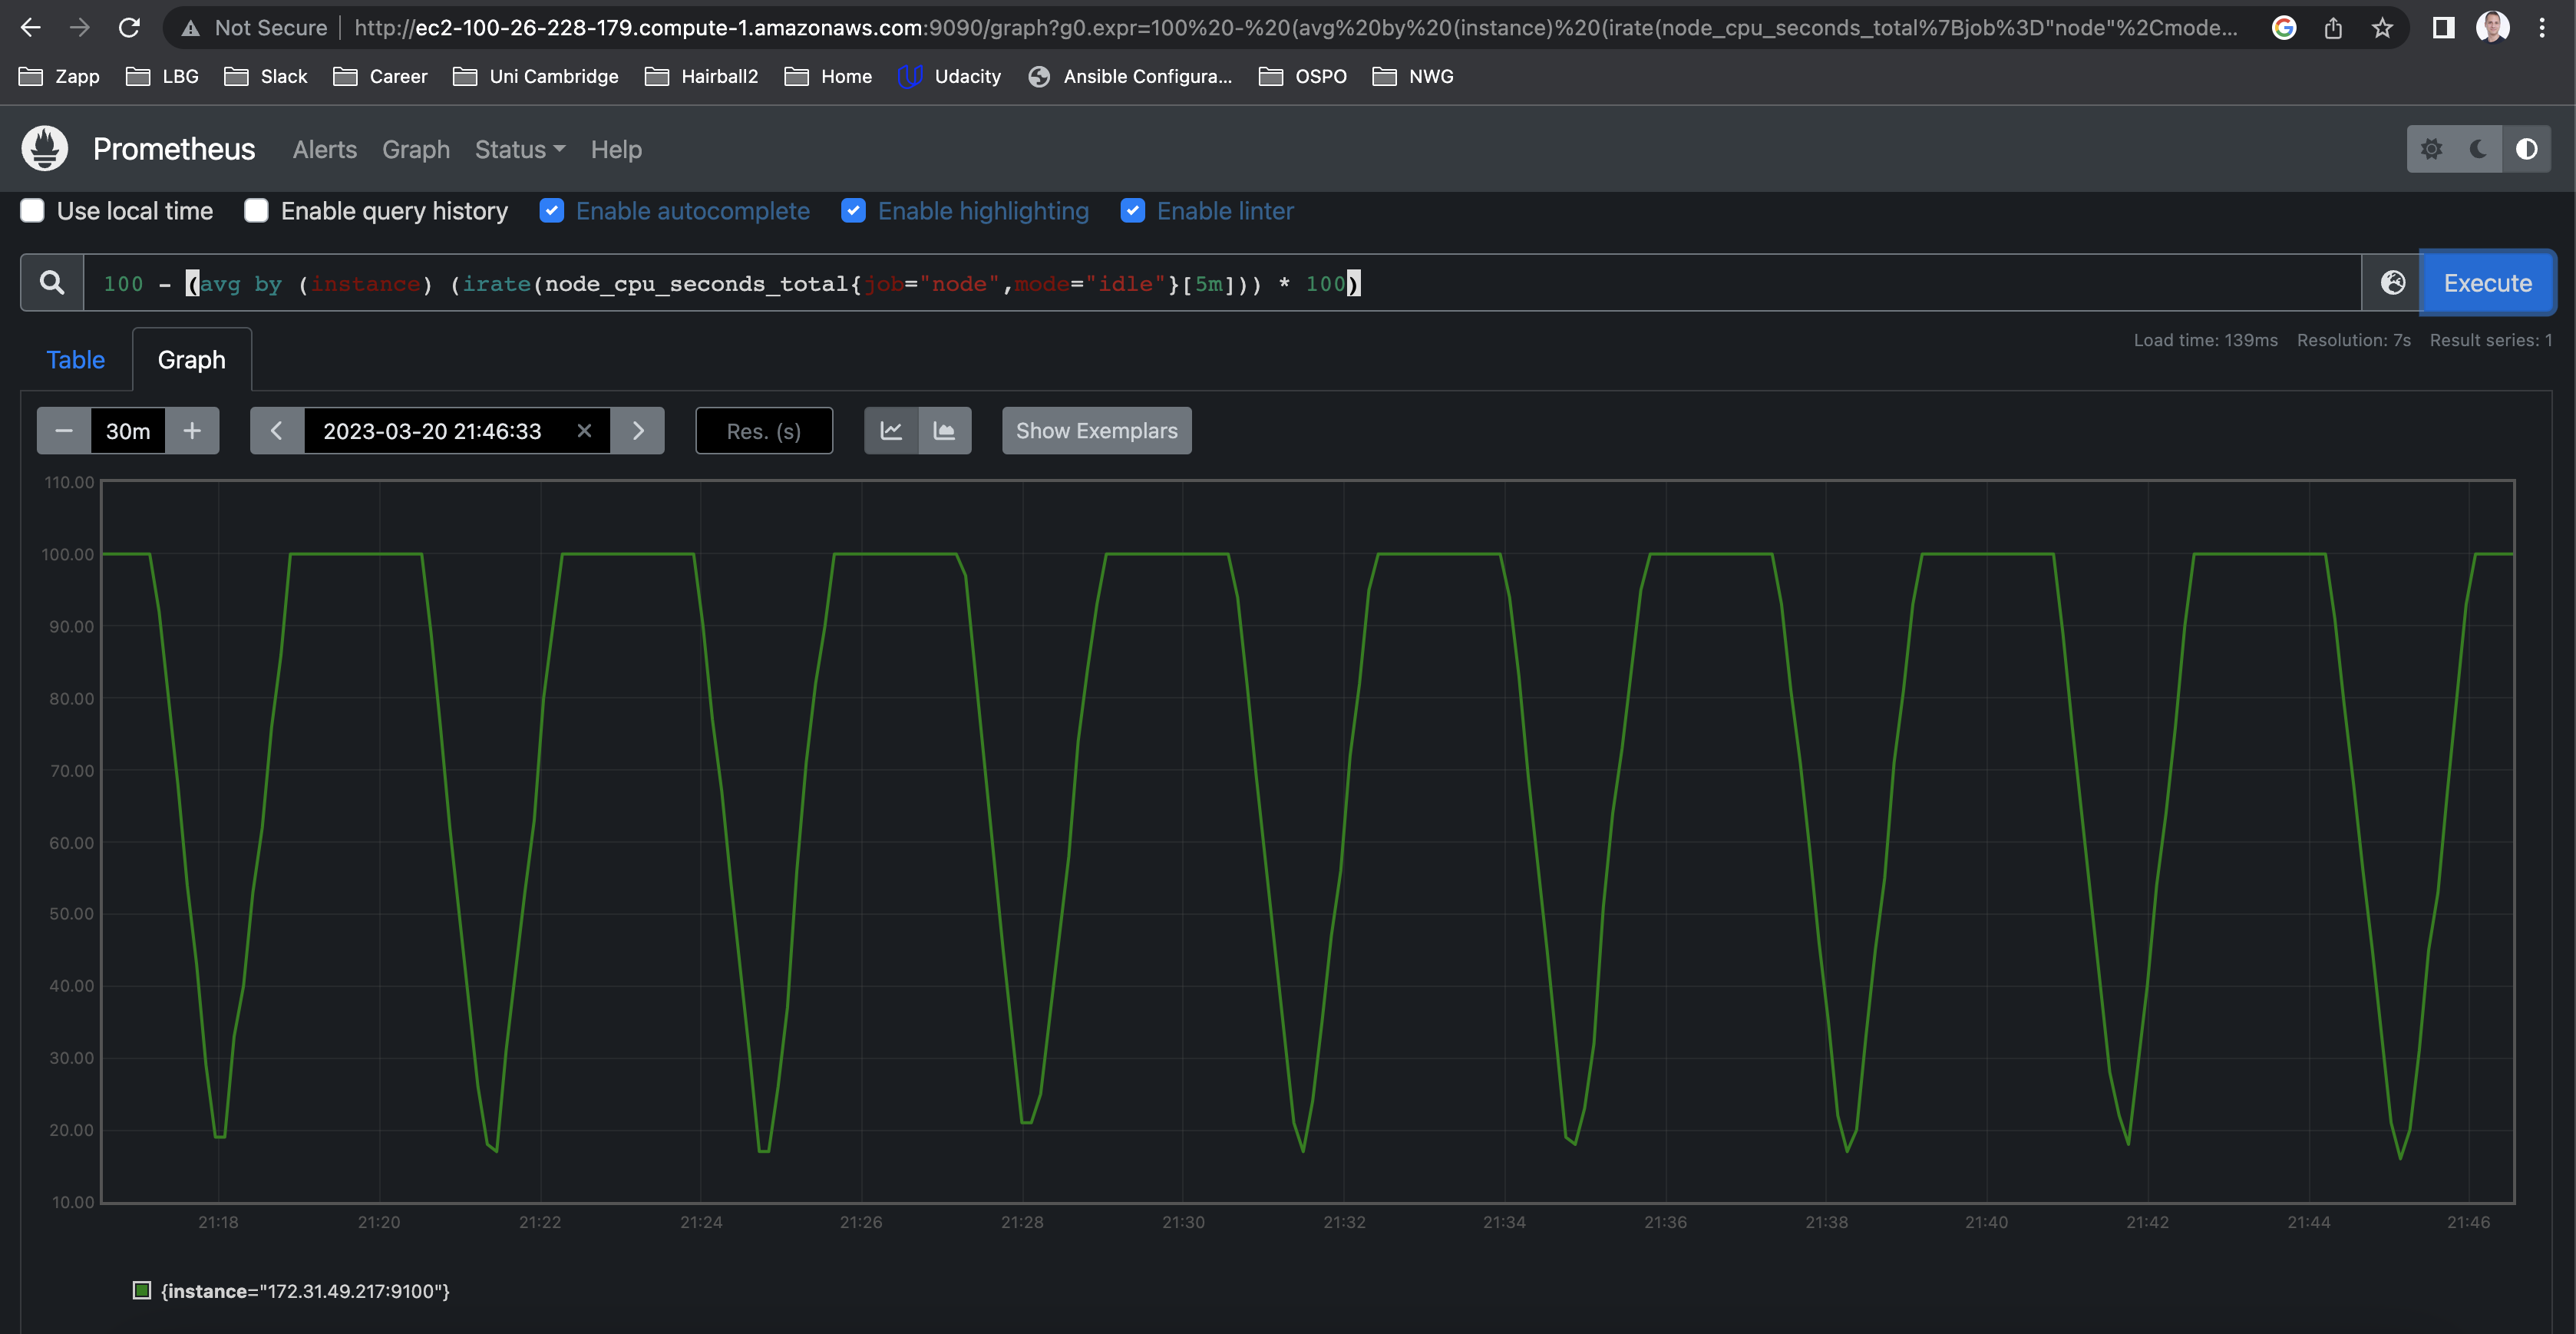 Not Secure http://ec2-100-26-228-179.compute-1.amazonaws.com:9090/graph?g0.expr=100%20-%20(avg%20by%20(instance)%20(irate(node_cpu_seconds_total%7Bjob%3D"node"%2Cmode...
Zapp LBG Slack Career Uni Cambridge Hairball2 Home Udacity Ansible Configura... OSPO NWG
Prometheus Alerts Graph Status Help
Use local time Enable query history Enable autocomplete Enable highlighting Enable linter
100 - (avg by (instance) (irate(node_cpu_seconds_total{job="node",mode="idle"}[5m])) * 100) Execute
Load time: 139ms Resolution: 7s Result series: 1
Table Graph
30m 2023-03-20 21:46:33 Res. (s) Show Exemplars
110.00
100.00
90.00
80.00
70.00
60.00
50.00
40.00
30.00
20.00
10.00
21:18 21:20 21:22 21:24 21:26 21:28 21:30 21:32 21:34 21:36 21:38 21:40 21:42 21:44 21:46
{instance="172.31.49.217:9100"}